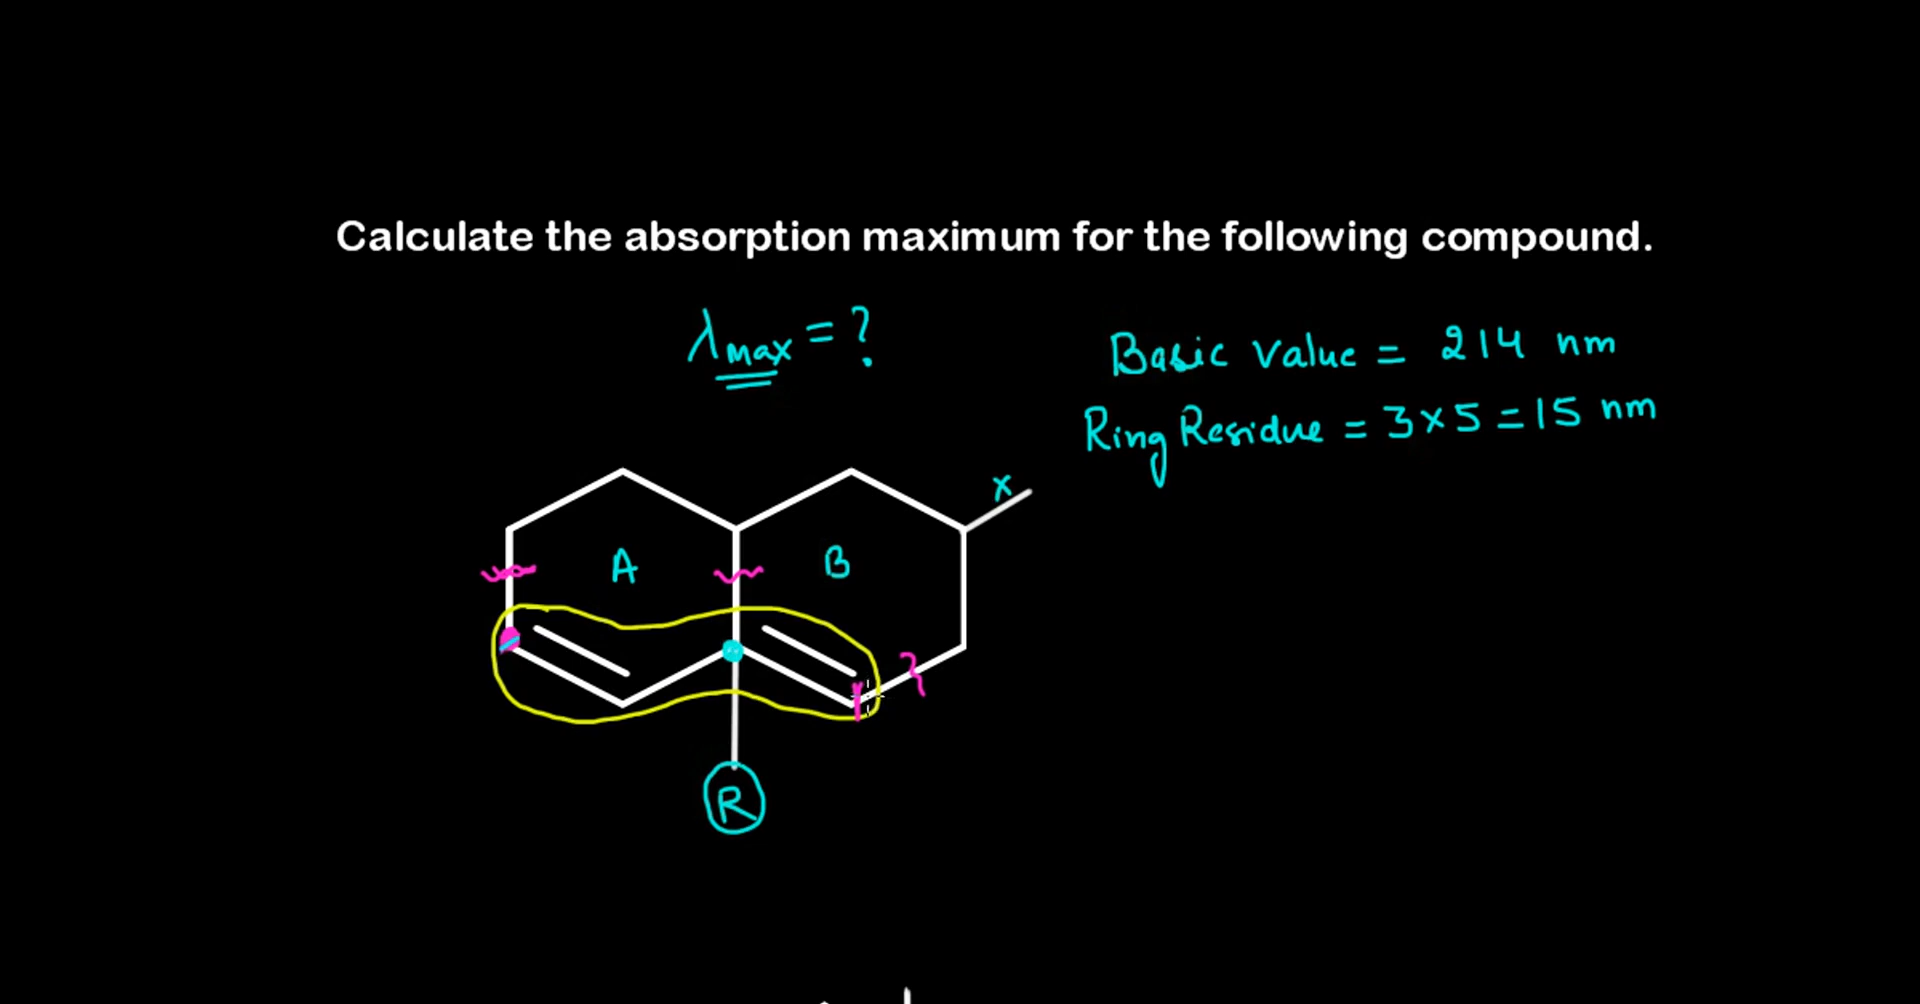 Calculate the absorption maximum for the following compound.
λmax = ?
Basic value = 214 nm
Ring Residue = 3×5 = 15 nm
x
A B
R